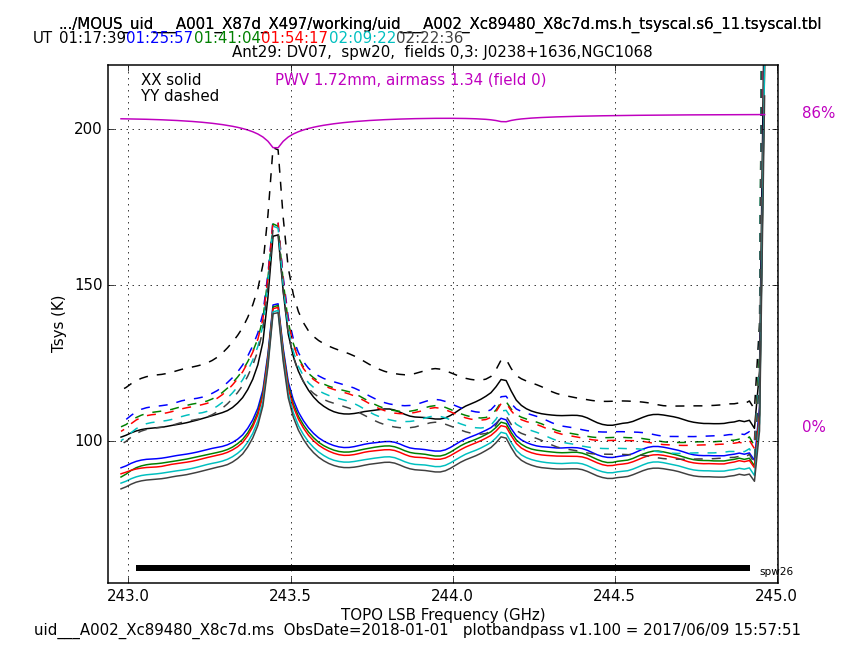 .../MOUS_uid___A001_X87d_X497/working/uid___A002_Xc89480_X8c7d.ms.h_tsyscal.s6_11.tsyscal.tbl
UT 01:17:39 01:25:57 01:41:04 01:54:17 02:09:22 02:22:36
Ant29: DV07, spw20, fields 0,3: J0238+1636,NGC1068
XX solid
YY dashed
PWV 1.72mm, airmass 1.34 (field 0)
86%
0%
200
150
100
Tsys (K)
spw26
243.0 243.5 244.0 244.5 245.0
TOPO LSB Frequency (GHz)
uid___A002_Xc89480_X8c7d.ms ObsDate=2018-01-01 plotbandpass v1.100 = 2017/06/09 15:57:51